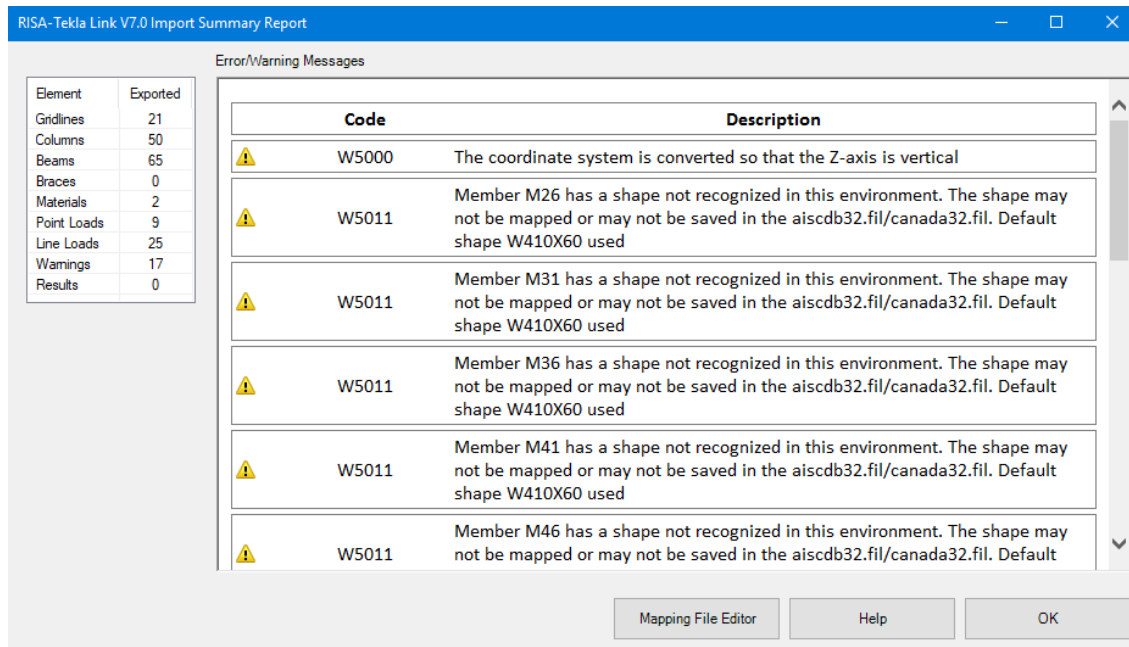 RISA-Tekla Link V7.0 Import Summary Report
Error/Warning Messages
Element Exported
Gridlines 21
Columns 50
Beams 65
Braces 0
Materials 2
Point Loads 9
Line Loads 25
Warnings 17
Results 0
Code Description
W5000 The coordinate system is converted so that the Z-axis is vertical
Member M26 has a shape not recognized in this environment. The shape may
W5011 not be mapped or may not be saved in the aiscdb32.fil/canada32.fil. Default
shape W410X60 used
Member M31 has a shape not recognized in this environment. The shape may
W5011 not be mapped or may not be saved in the aiscdb32.fil/canada32.fil. Default
shape W410X60 used
Member M36 has a shape not recognized in this environment. The shape may
W5011 not be mapped or may not be saved in the aiscdb32.fil/canada32.fil. Default
shape W410X60 used
Member M41 has a shape not recognized in this environment. The shape may
W5011 not be mapped or may not be saved in the aiscdb32.fil/canada32.fil. Default
shape W410X60 used
Member M46 has a shape not recognized in this environment. The shape may
W5011 not be mapped or may not be saved in the aiscdb32.fil/canada32.fil. Default
Mapping File Editor Help OK